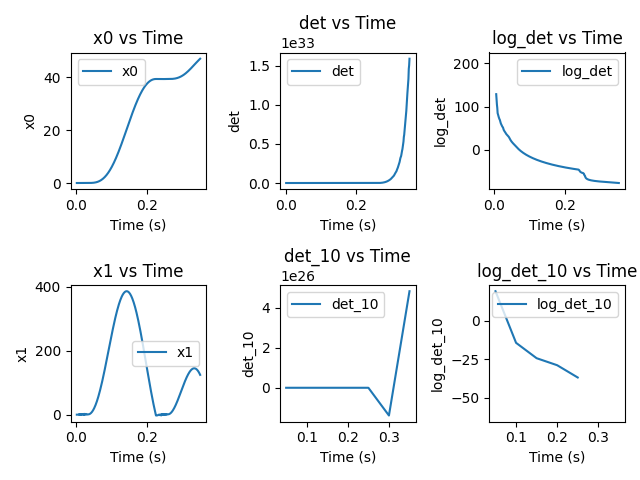 x0 vs Time
x0
40
20
0
x0
0.0 0.2
Time (s)
det vs Time
1e33
det
1.5
1.0
0.5
0.0
det
0.0 0.2
Time (s)
log_det vs Time
log_det
200
100
0
log_det
0.0 0.2
Time (s)
x1 vs Time
x1
400
200
0
x1
0.0 0.2
Time (s)
det_10 vs Time
1e26
det_10
4
2
0
det_10
0.1 0.2 0.3
Time (s)
log_det_10 vs Time
log_det_10
0
−25
−50
log_det_10
0.1 0.2 0.3
Time (s)